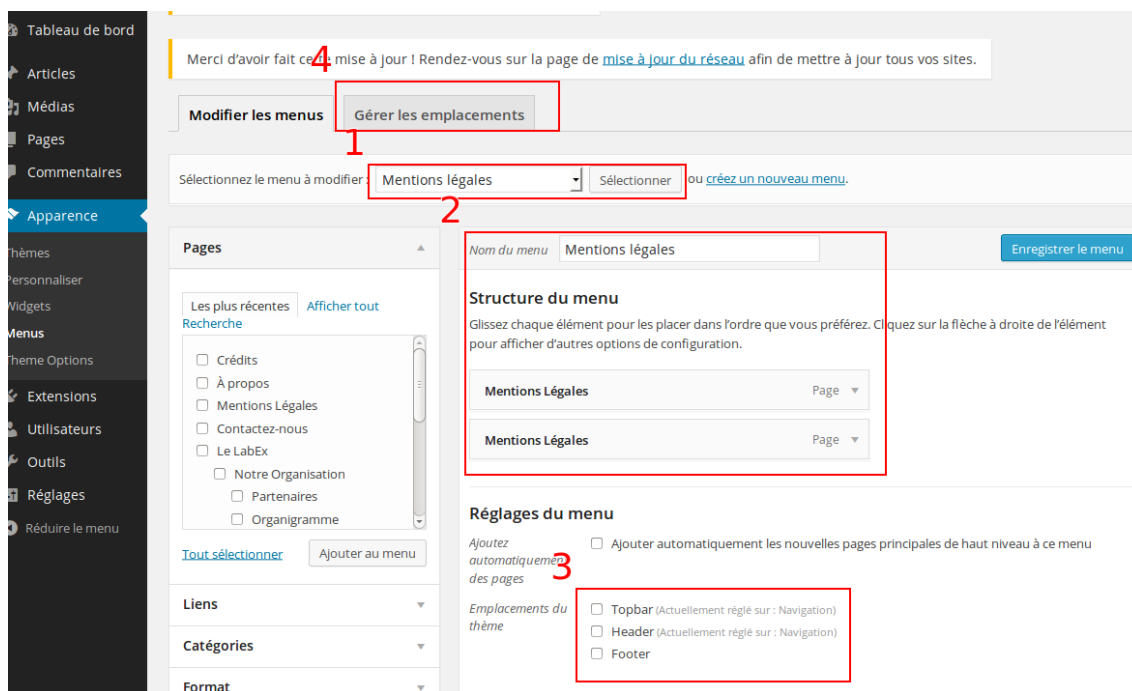 Tableau de bord
Articles
Médias
Pages
Commentaires
Apparence
Thèmes
Personnaliser
Widgets
Menus
Theme Options
Extensions
Utilisateurs
Outils
Réglages
Réduire le menu
4
Merci d'avoir fait cette mise à jour ! Rendez-vous sur la page de mise à jour du réseau afin de mettre à jour tous vos sites.
Modifier les menus Gérer les emplacements
1
Sélectionnez le menu à modifier : Mentions légales Sélectionner ou créez un nouveau menu.
2
Pages
Les plus récentes Afficher tout
Recherche
Crédits
À propos
Mentions Légales
Contactez-nous
Le LabEx
Notre Organisation
Partenaires
Organigramme
Tout sélectionner Ajouter au menu
Liens
Catégories
Format
Nom du menu Mentions légales Enregistrer le menu
Structure du menu
Glissez chaque élément pour les placer dans l'ordre que vous préférez. Cliquez sur la flèche à droite de l'élément
pour afficher d'autres options de configuration.
Mentions Légales Page
Mentions Légales Page
Réglages du menu
Ajoutez
automatiquement
des pages
Ajouter automatiquement les nouvelles pages principales de haut niveau à ce menu
3
Emplacements du
thème
Topbar (Actuellement réglé sur : Navigation)
Header (Actuellement réglé sur : Navigation)
Footer